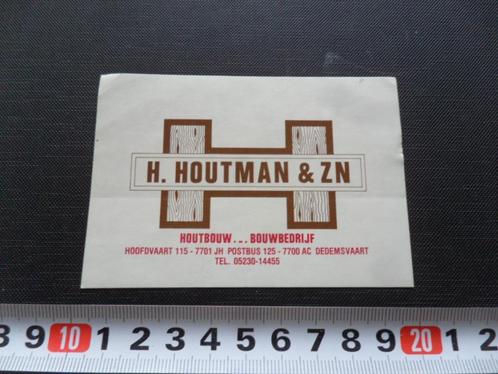 H. HOUTMAN & ZN
HOUTBOUW... BOUWBEDRIJF
HOOFDVAART 115 - 7701 JH POSTBUS 125 - 7700 AC DEDEMSVAART
TEL. 05230-14455
8 9 10 1 2 3 4 5 6 7 8 9 20 1 2